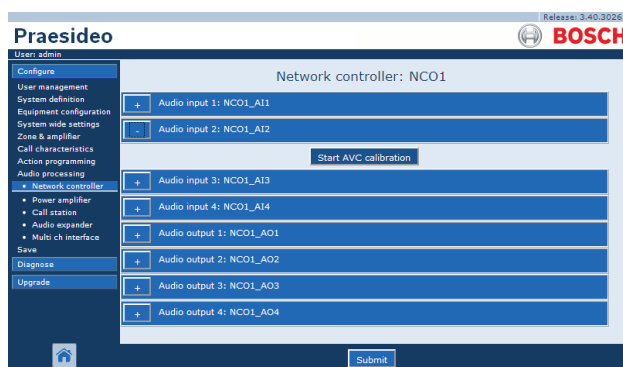 Release: 3.40.3026
Praesideo
BOSCH
User: admin
Configure
User management
System definition
Equipment configuration
System wide settings
Zone & amplifier
Call characteristics
Action programming
Audio processing
• Network controller
• Power amplifier
• Call station
• Audio expander
• Multi ch interface
Save
Diagnose
Upgrade
Network controller: NCO1
+ Audio input 1: NCO1_AI1
- Audio input 2: NCO1_AI2
Start AVC calibration
+ Audio input 3: NCO1_AI3
+ Audio input 4: NCO1_AI4
+ Audio output 1: NCO1_AO1
+ Audio output 2: NCO1_AO2
+ Audio output 3: NCO1_AO3
+ Audio output 4: NCO1_AO4
Submit